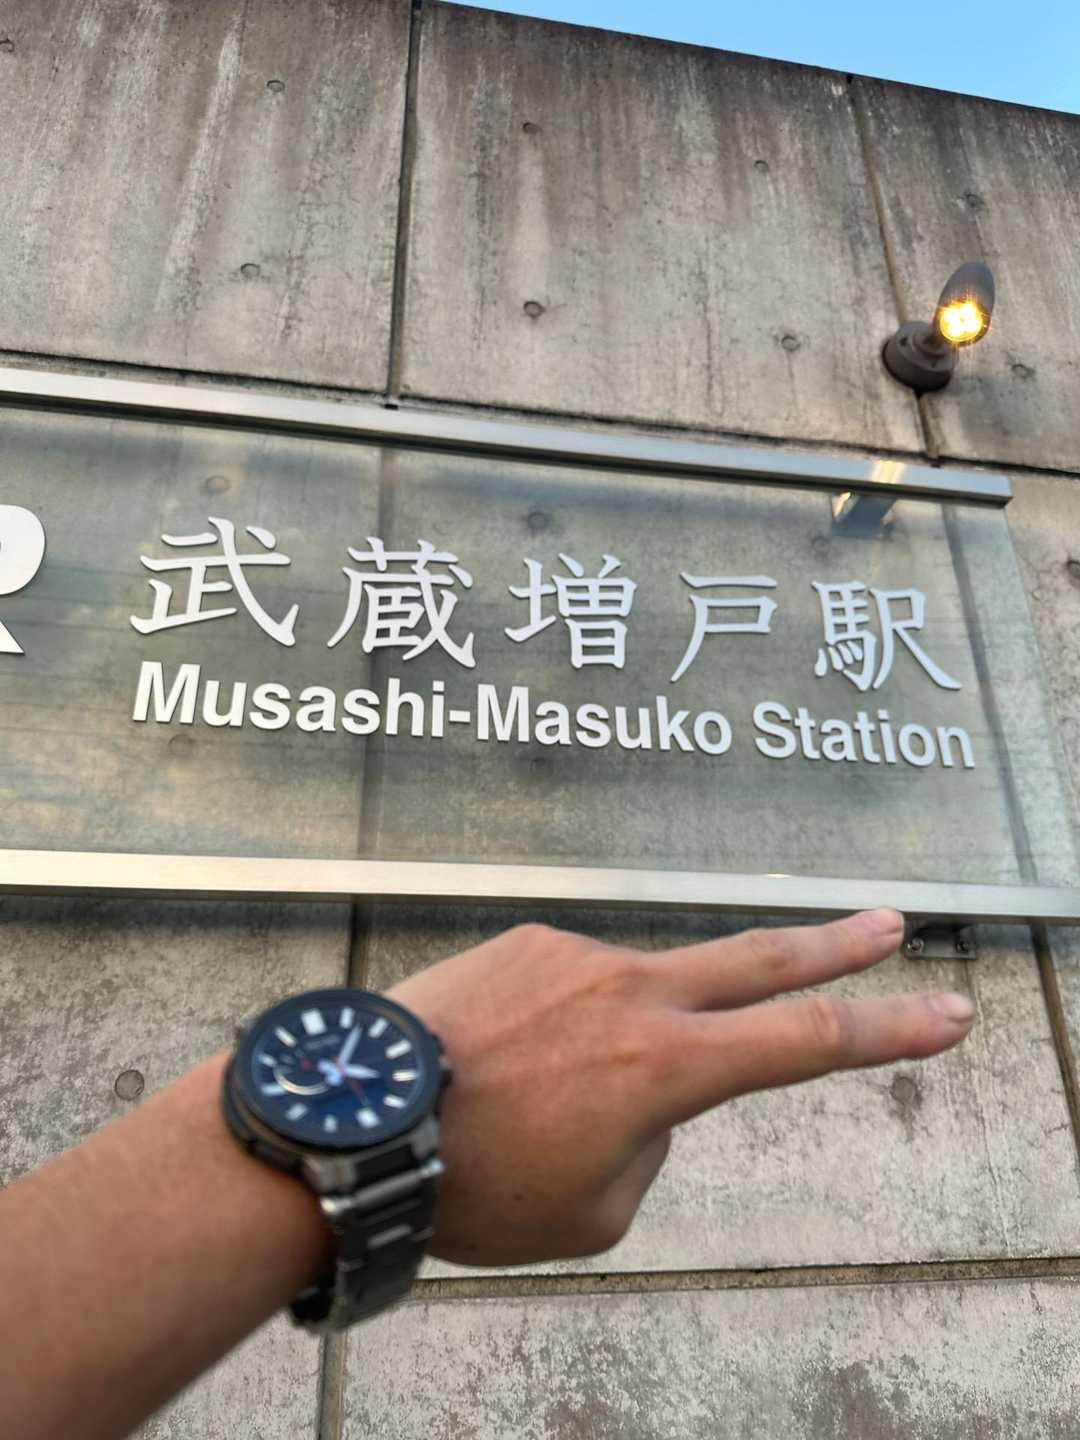 R 武蔵増戸駅
Musashi-Masuko Station